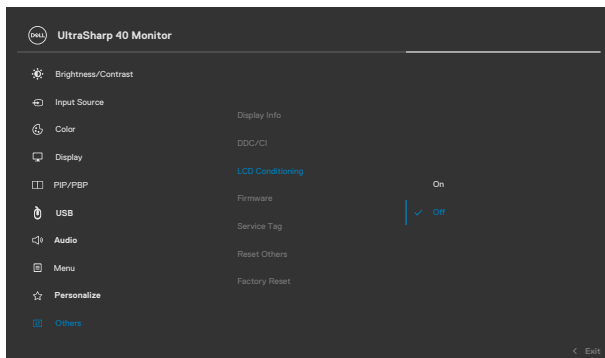 DELL UltraSharp 40 Monitor
Brightness/Contrast
Input Source
Color
Display
PIP/PBP
USB
Audio
Menu
Personalize
Others
Display Info
DDC/CI
LCD Conditioning
Firmware
Service Tag
Reset Others
Factory Reset
On
Off
Exit